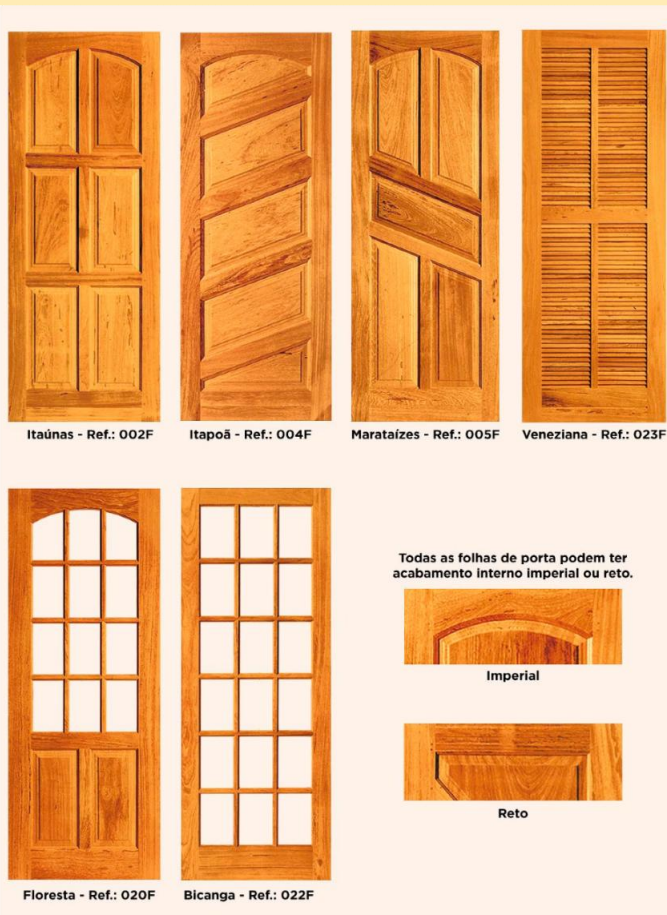 Itaúnas - Ref.: 002F
Itapoã - Ref.: 004F
Marataízes - Ref.: 005F
Veneziana - Ref.: 023F
Todas as folhas de porta podem ter
acabamento interno imperial ou reto.
Imperial
Reto
Floresta - Ref.: 020F
Bicanga - Ref.: 022F